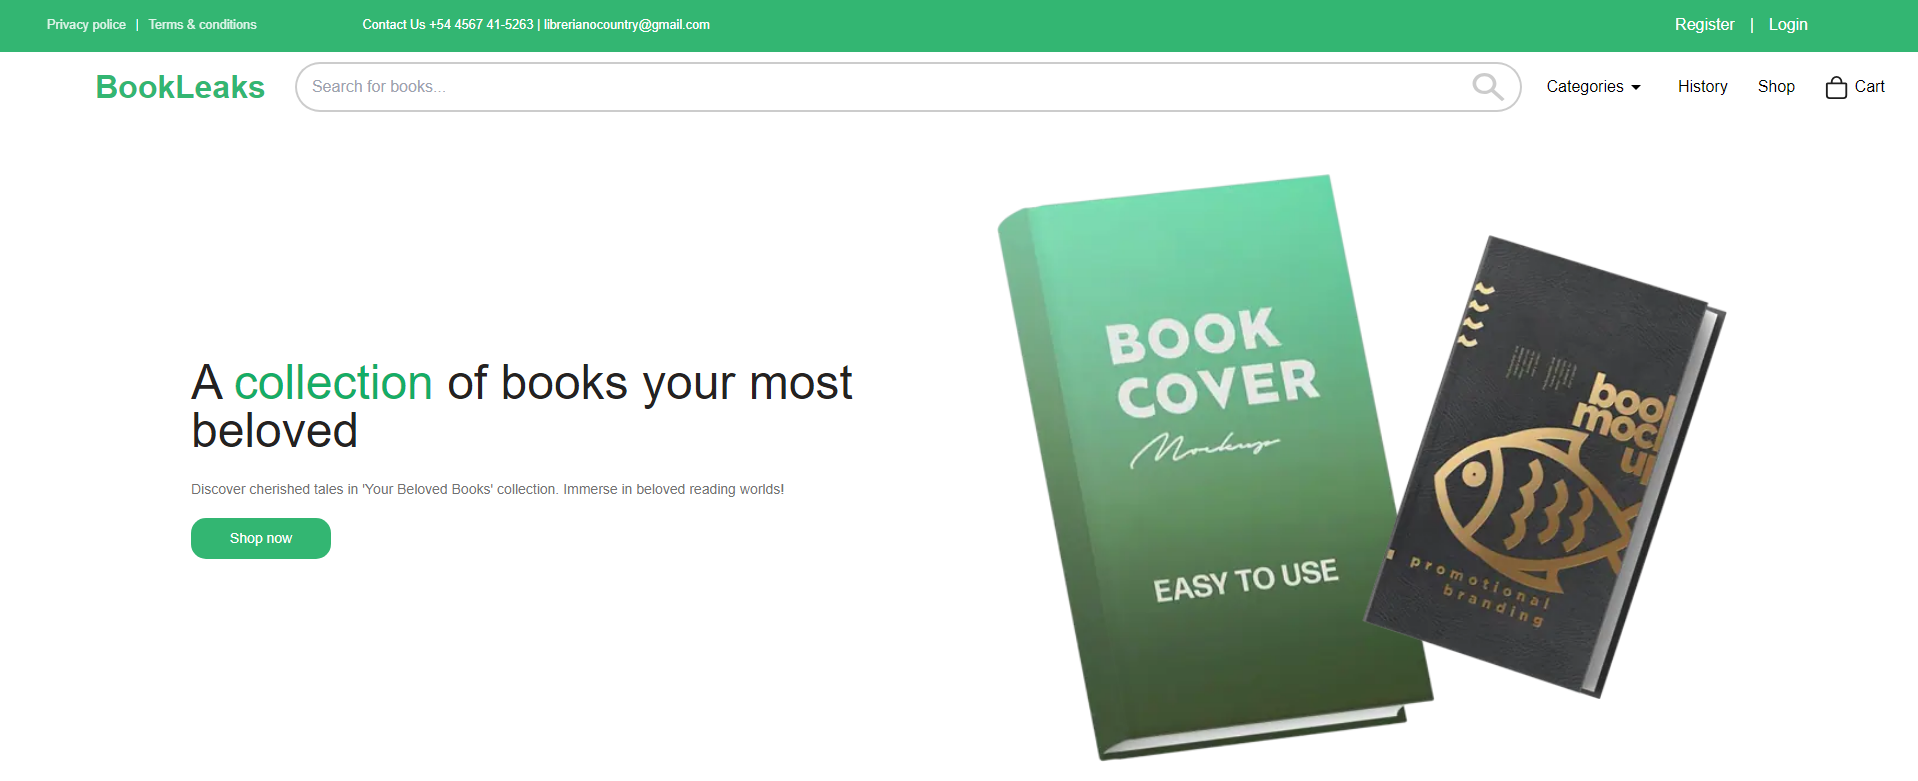 Privacy police | Terms & conditions
Contact Us +54 4567 41-5263 | librerianocountry@gmail.com
Register | Login
BookLeaks
Search for books...
Categories
History
Shop
Cart
A collection of books your most
beloved
Discover cherished tales in 'Your Beloved Books' collection. Immerse in beloved reading worlds!
Shop now
BOOK
COVER
Mockup
EASY TO USE
book
mock
up
promotional
branding